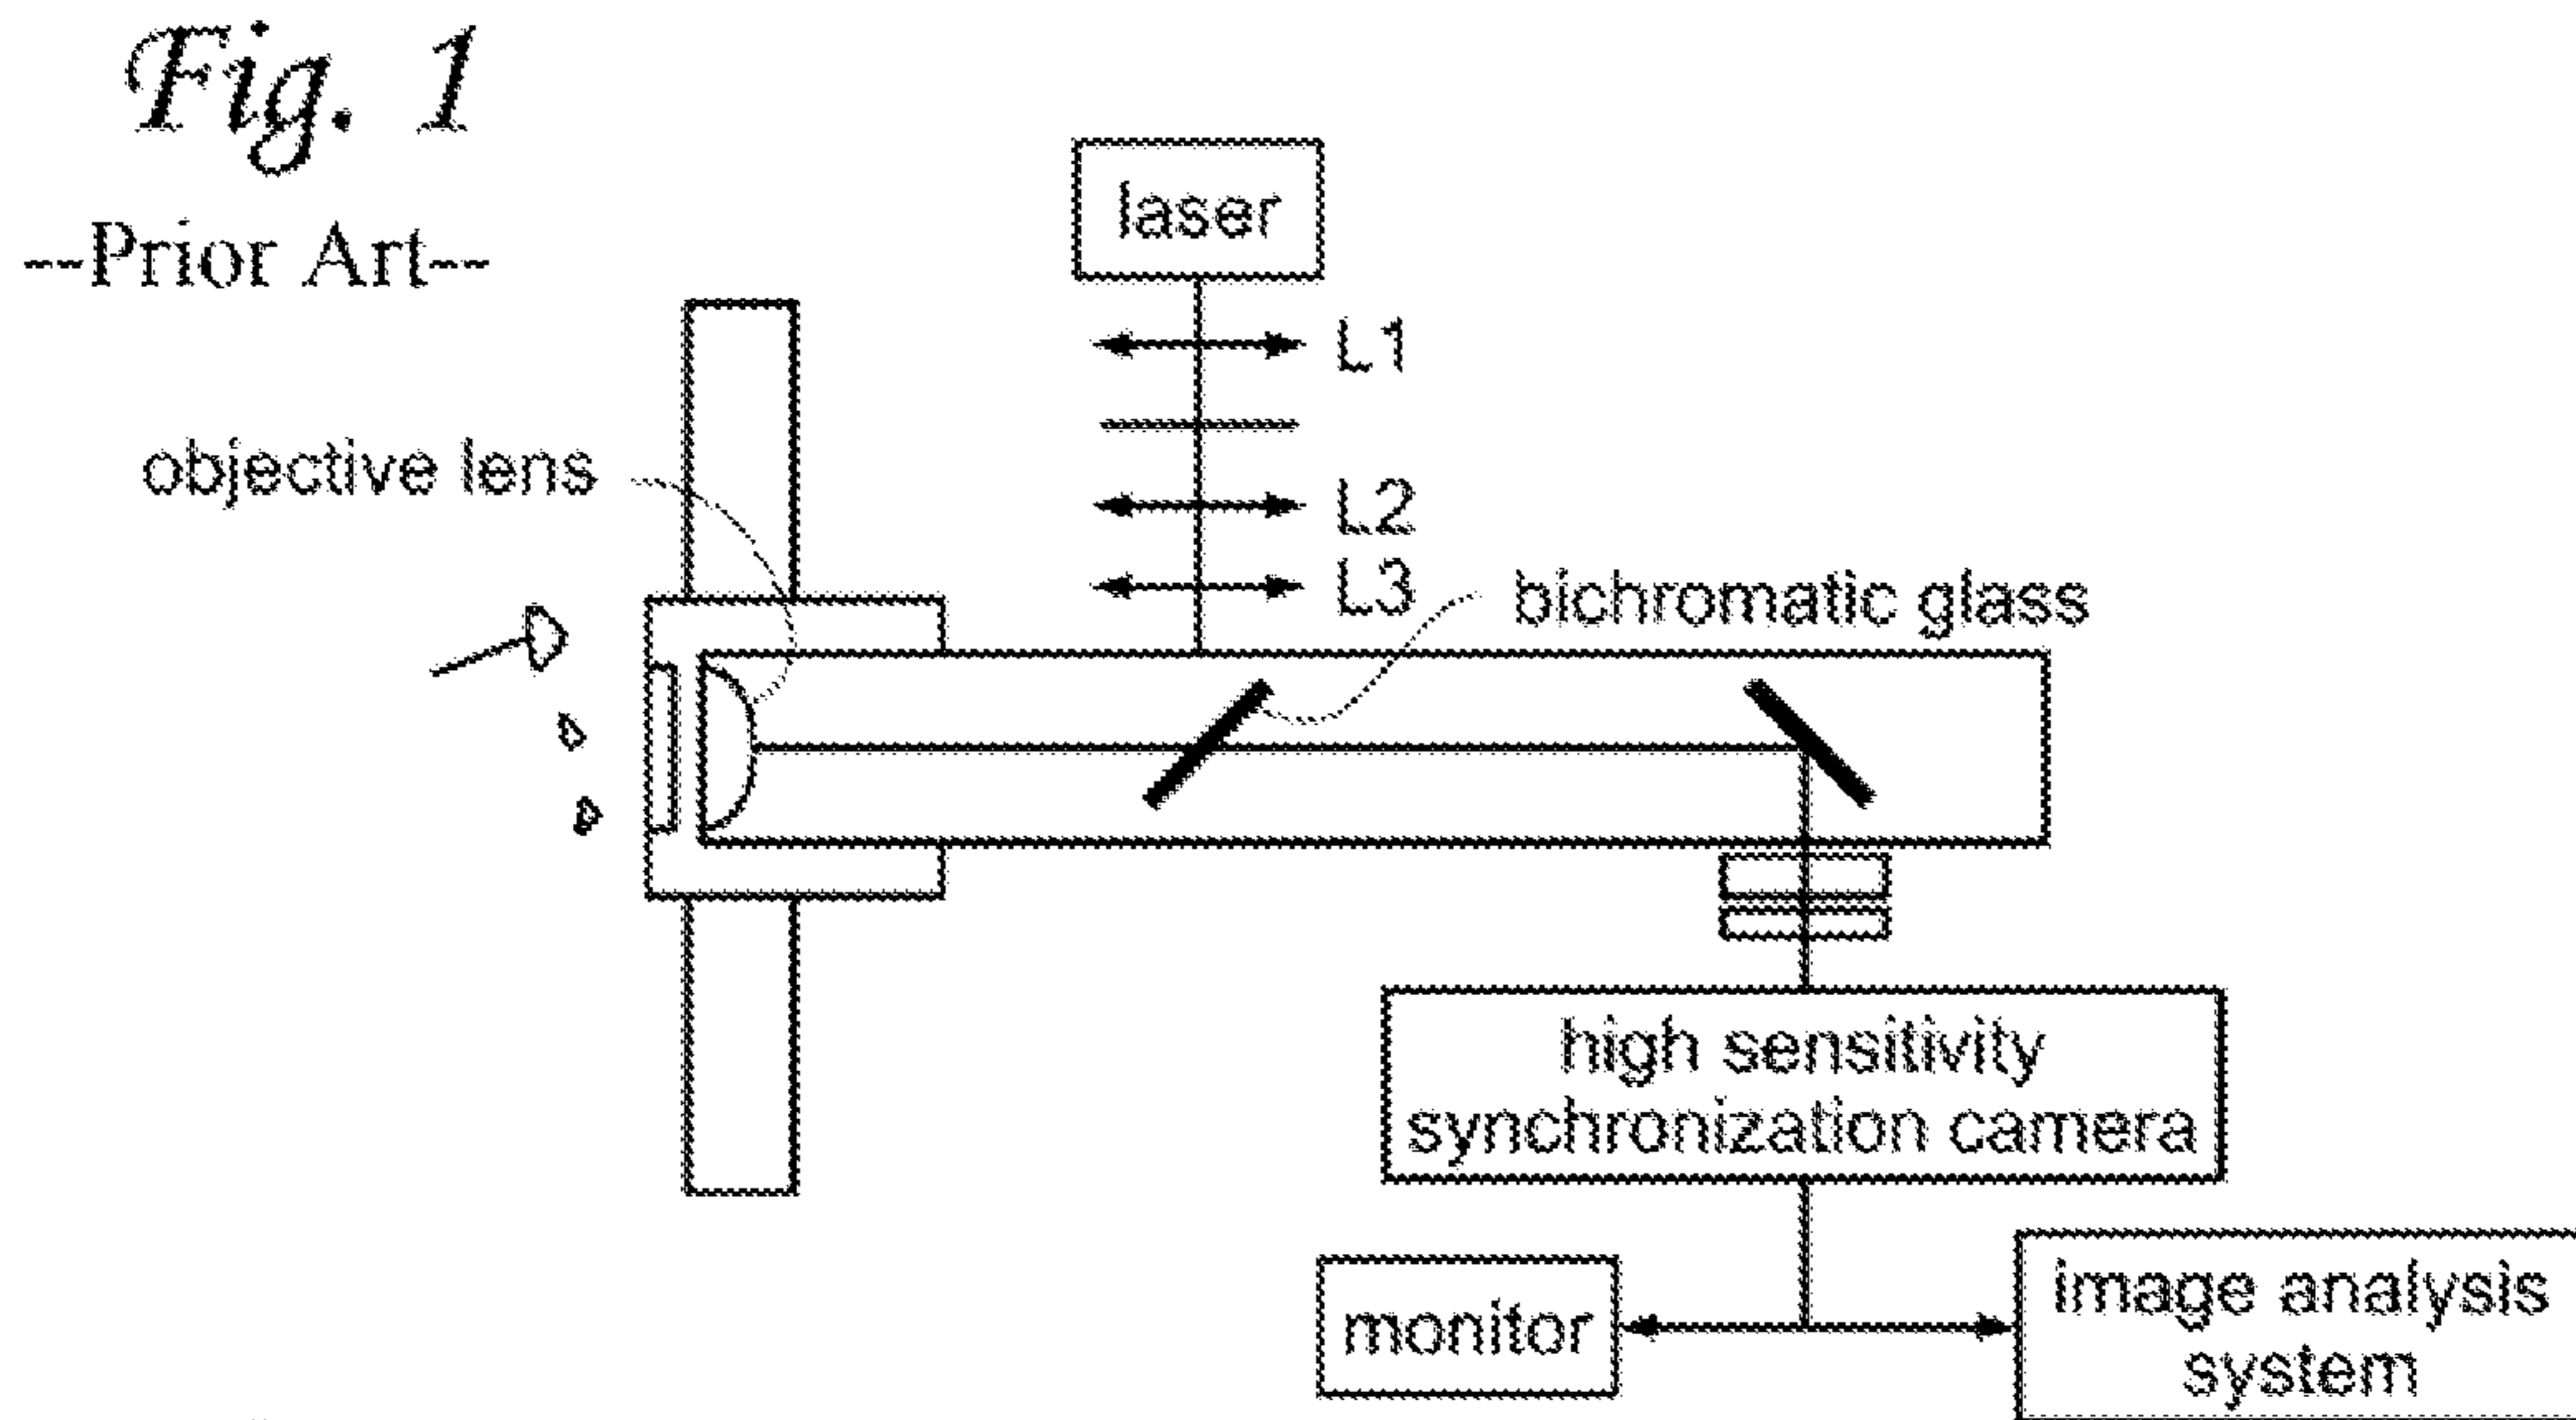 Fig. 1
--Prior Art--
laser
L1
objective lens
L2
L3
bichromatic glass
high sensitivity
synchronization camera
monitor
image analysis
system